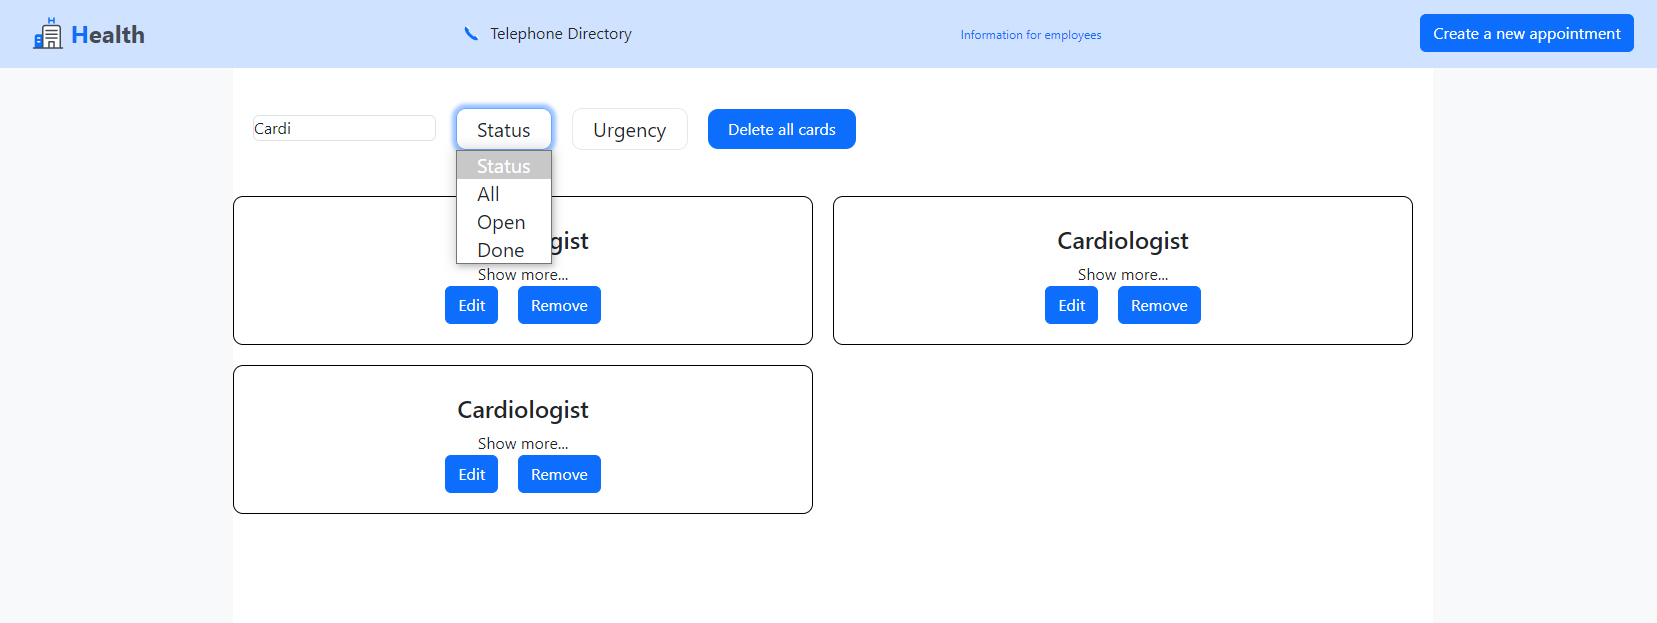 H
Health
Telephone Directory
Information for employees
Create a new appointment
Cardi
Status
Urgency
Delete all cards
Status
All
Open
Done
gist
Show more...
Edit
Remove
Cardiologist
Show more...
Edit
Remove
Cardiologist
Show more...
Edit
Remove